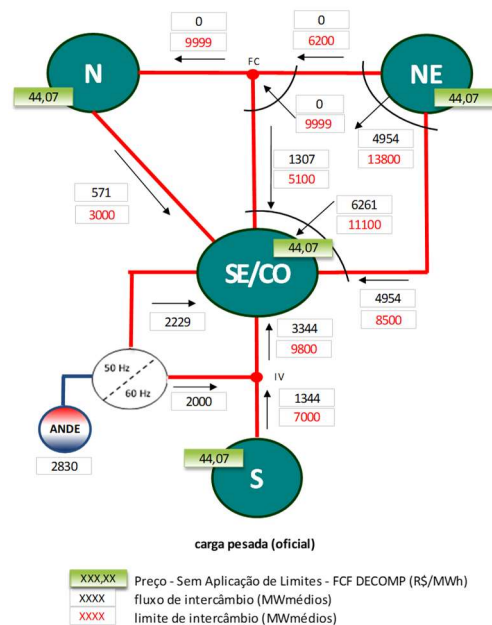 0
9999
0
6200
FC
N
NE
44,07
44,07
0
9999
4954
13800
1307
5100
571
3000
6261
11100
44,07
SE/CO
2229
3344
9800
4954
8500
50 Hz
60 Hz
IV
2000
1344
7000
ANDE
2830
44,07
S
carga pesada (oficial)
XXX,XX Preço - Sem Aplicação de Limites - FCF DECOMP (R$/MWh)
XXXX fluxo de intercâmbio (MWmédios)
XXXX limite de intercâmbio (MWmédios)